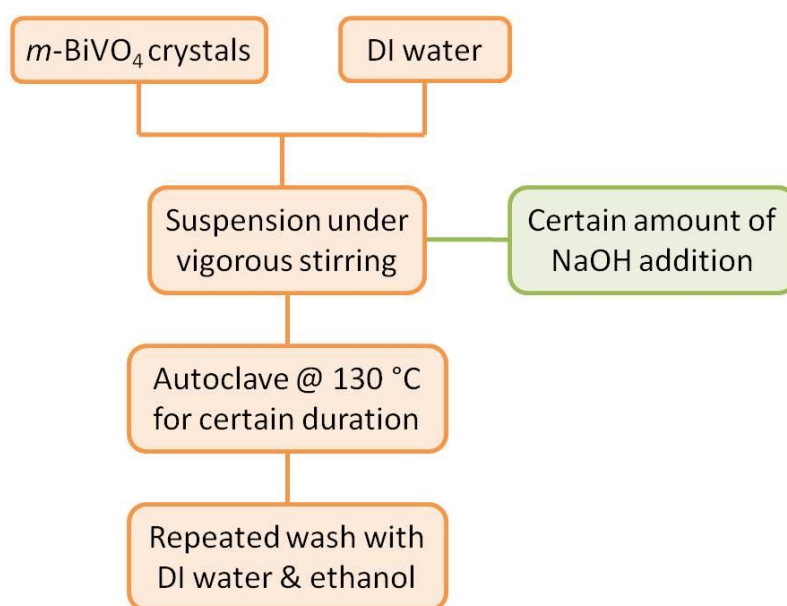 m-BiVO₄ crystals
DI water
Suspension under
vigorous stirring
Certain amount of
NaOH addition
Autoclave @ 130 °C
for certain duration
Repeated wash with
DI water & ethanol